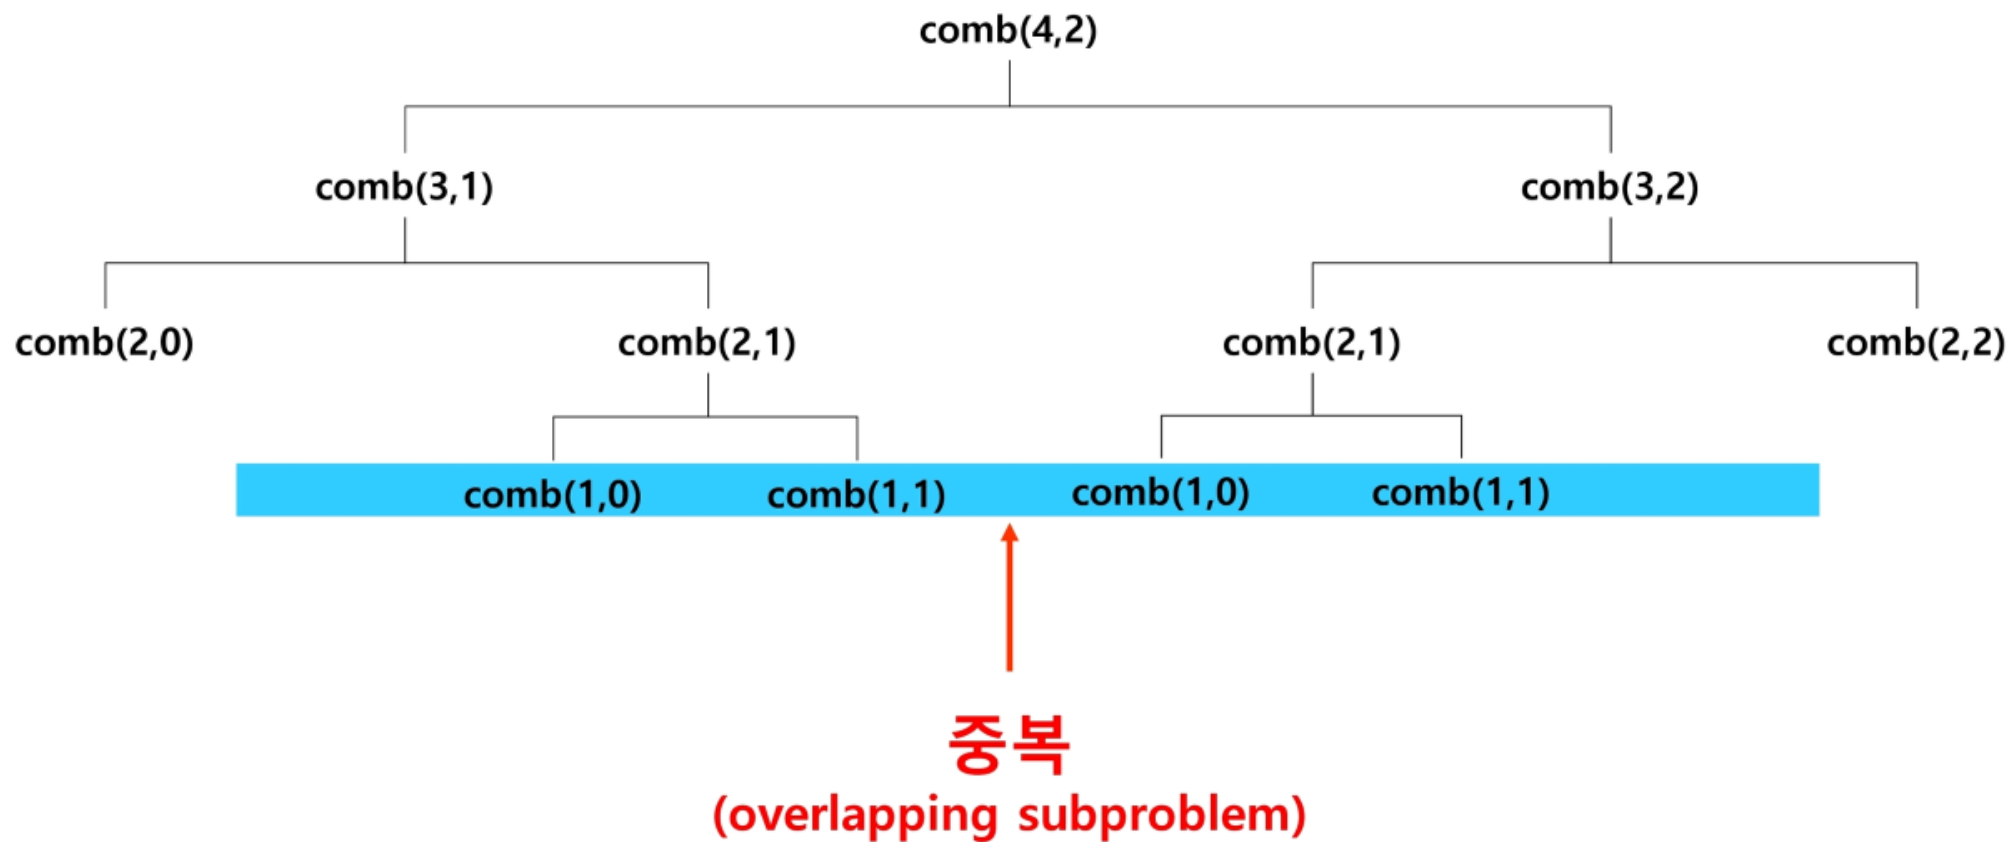 comb(4,2)
comb(3,1)
comb(3,2)
comb(2,0)
comb(2,1)
comb(2,1)
comb(2,2)
comb(1,0)
comb(1,1)
comb(1,0)
comb(1,1)
중복
(overlapping subproblem)